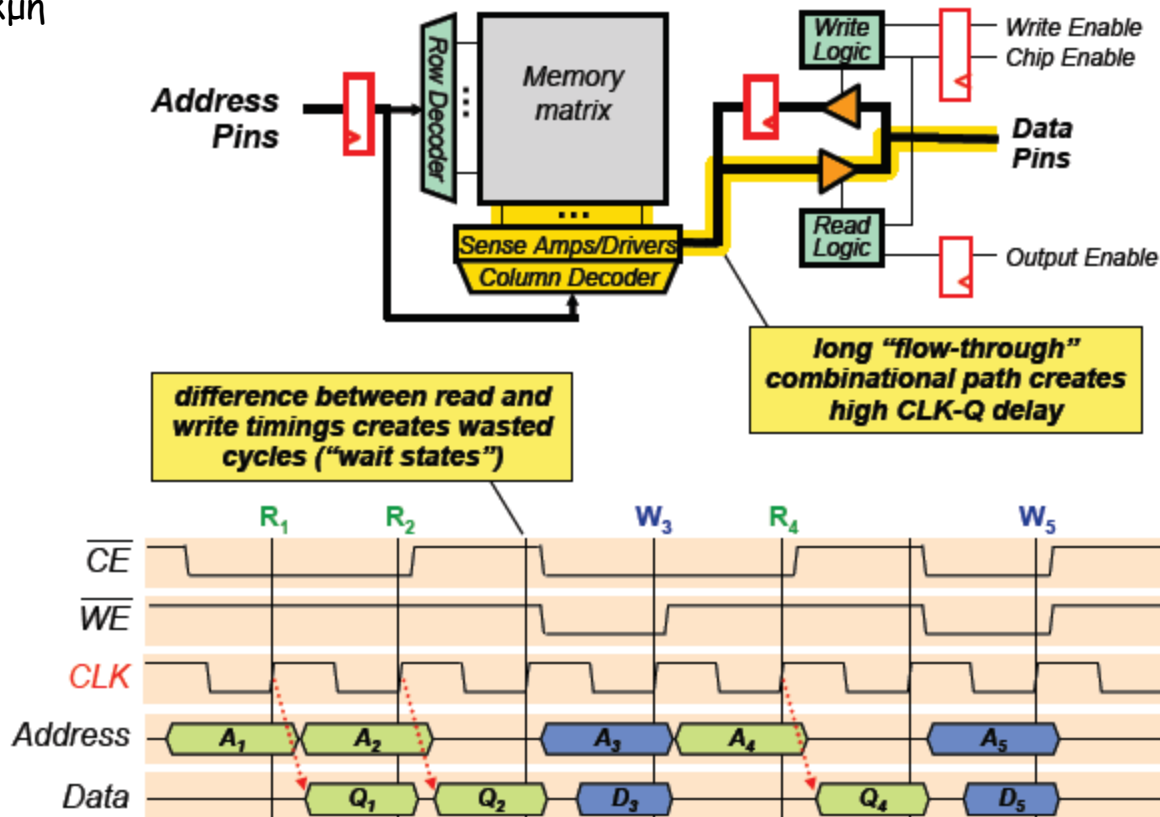 κμη
Write
Logic
Write Enable
Chip Enable
Row Decoder
Memory
matrix
Address
Pins
Data
Pins
...
...
Sense Amps/Drivers
Column Decoder
Read
Logic
Output Enable
long “flow-through”
combinational path creates
high CLK-Q delay
difference between read and
write timings creates wasted
cycles (“wait states”)
R1 R2 W3 R4 W5
CE
WE
CLK
Address A1 A2 A3 A4 A5
Data Q1 Q2 D3 Q4 D5